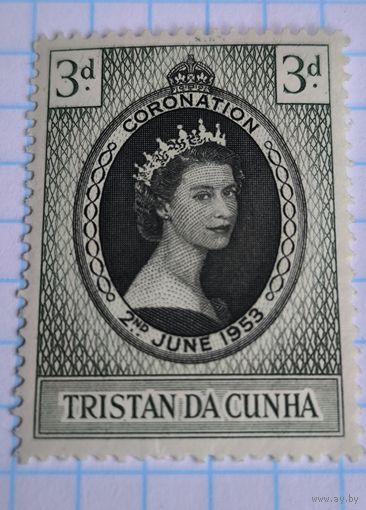 3d 3d
CORONATION
2ND JUNE 1953
TRISTAN DA CUNHA
© www.ay.by